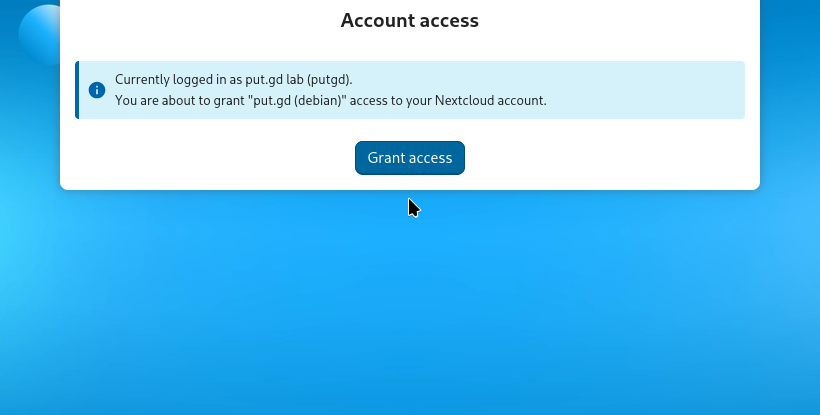 Account access
Currently logged in as put.gd lab (putgd).
You are about to grant "put.gd (debian)" access to your Nextcloud account.
Grant access